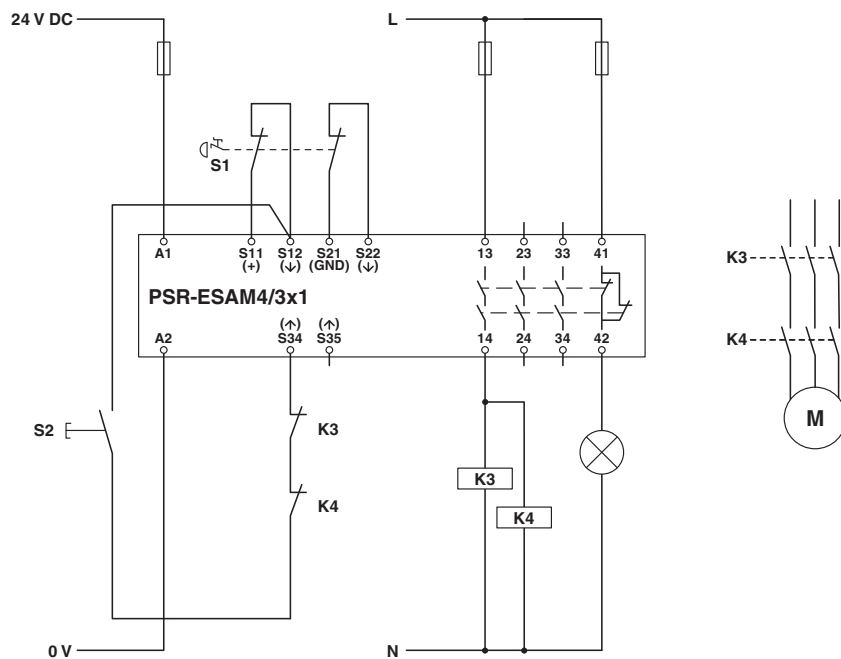 24 V DC
L
S1
A1
S11
(+)
S12
(↓)
S21
(GND)
S22
(↓)
13
23
33
41
PSR-ESAM4/3x1
A2
(↑)
S34
(↑)
S35
14
24
34
42
K3
K4
M
S2
K3
K4
K3
K4
0 V
N